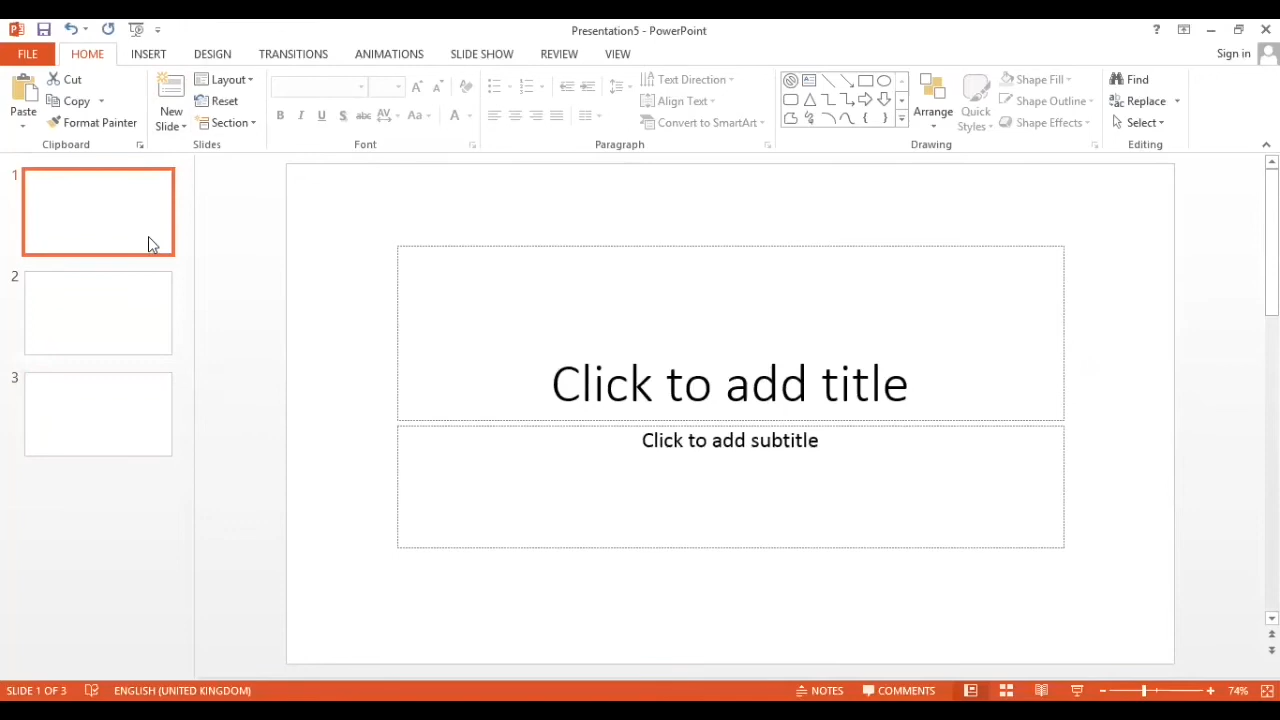 Presentation5 - PowerPoint
?
FILE HOME INSERT DESIGN TRANSITIONS ANIMATIONS SLIDE SHOW REVIEW VIEW Sign in
Paste
Cut
Copy
Format Painter
Clipboard
New
Slide
Layout
Reset
Section
Slides
B I U S abc AV Aa A
Font
Text Direction
Align Text
Convert to SmartArt
Paragraph
Arrange
Quick
Styles
Shape Fill
Shape Outline
Shape Effects
Drawing
Find
Replace
Select
Editing
1
2
3
Click to add title
Click to add subtitle
SLIDE 1 OF 3 ENGLISH (UNITED KINGDOM) NOTES COMMENTS 74%